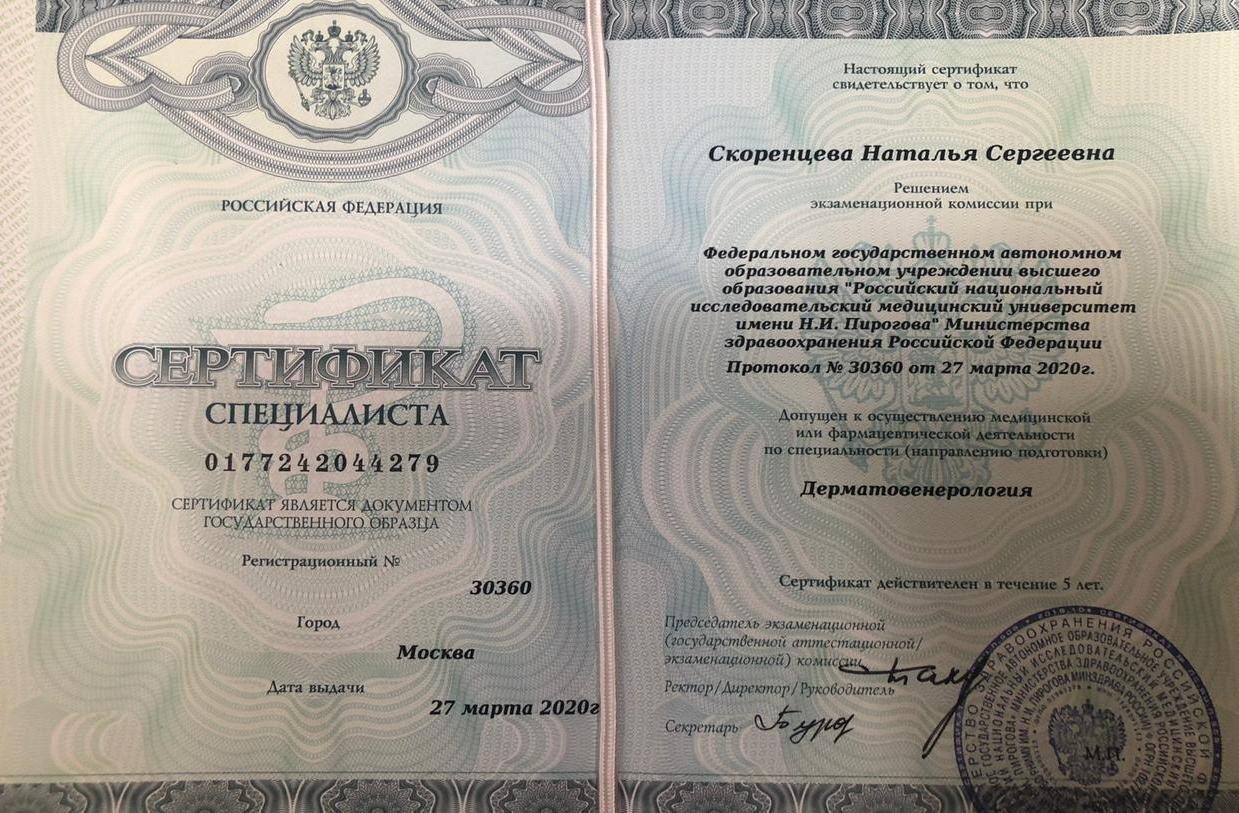 РОССИЙСКАЯ ФЕДЕРАЦИЯ
СЕРТИФИКАТ
СПЕЦИАЛИСТА
0177242044279
СЕРТИФИКАТ ЯВЛЯЕТСЯ ДОКУМЕНТОМ
ГОСУДАРСТВЕННОГО ОБРАЗЦА
Регистрационный №
30360
Город
Москва
Дата выдачи
27 марта 2020г
Настоящий сертификат
свидетельствует о том, что
Скоренцева Наталья Сергеевна
Решением
экзаменационной комиссии при
Федеральном государственном автономном
образовательном учреждении высшего
образования "Российский национальный
исследовательский медицинский университет
имени Н.И. Пирогова" Министерства
здравоохранения Российской Федерации
Протокол № 30360 от 27 марта 2020г.
Допущен к осуществлению медицинской
или фармацевтической деятельности
по специальности (направлению подготовки)
Дерматовенерология
Сертификат действителен в течение 5 лет.
Председатель экзаменационной
(государственной аттестационной/
экзаменационной) комиссии
Ректор/Директор/Руководитель
Секретарь
М.П.
ЗДРАВООХРАНЕНИЯ РОССИЙСКОЙ